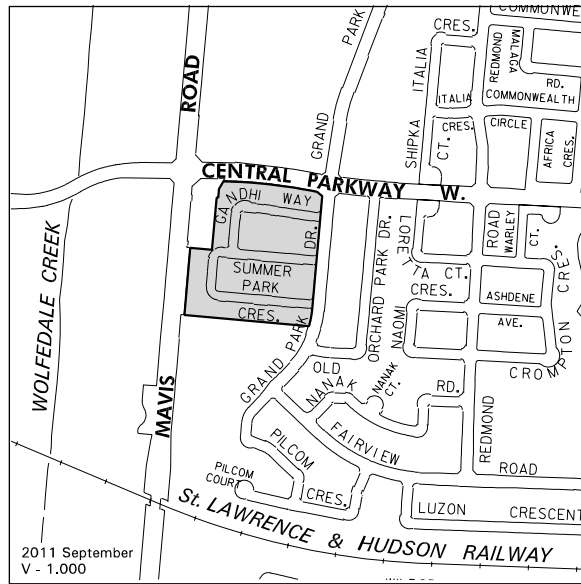 COMMONWE
CRES.
PARK
ITALIA
REDMOND
MALAGA
RD.
ROAD
ITALIA
COMMONWEALTH
GRAND
SHIPKA
CRES.
CT.
CIRCLE
AFRICA
CRES.
CENTRAL PARKWAY W.
GANDHI WAY
DR.
ORCHARD PARK DR.
LORETTA CT.
ROAD
WARLEY
CT.
CRES.
WOLFEDALE CREEK
SUMMER
PARK
CRES.
CRES.
NAOMI
ASHDENE
AVE.
CROMPTON
GRAND PARK
OLD
NANAK
NANAK
CT.
RD.
MAVIS
PILCOM
FAIRVIEW
REDMOND
ROAD
PILCOM
COURT
CRES.
LUZON CRESCENT
St. LAWRENCE & HUDSON RAILWAY
2011 September
V - 1.000